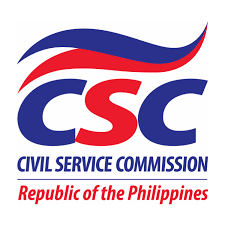 CSC
CIVIL SERVICE COMMISSION
Republic of the Philippines